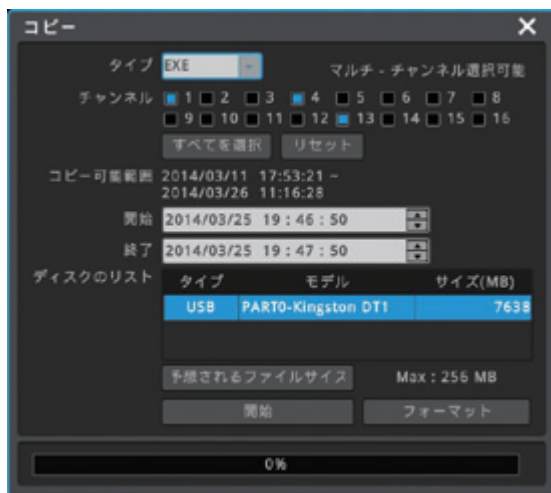 コピー
タイプ EXE マルチ - チャンネル選択可能
チャンネル 1 2 3 4 5 6 7 8
9 10 11 12 13 14 15 16
すべてを選択 リセット
コピー可能範囲 2014/03/11 17:53:21 ~
2014/03/26 11:16:28
開始 2014/03/25 19 : 46 : 50
終了 2014/03/25 19 : 47 : 50
ディスクのリスト タイプ モデル サイズ(MB)
USB PART0-Kingston DT1 7638
予想されるファイルサイズ Max : 256 MB
開始 フォーマット
0%